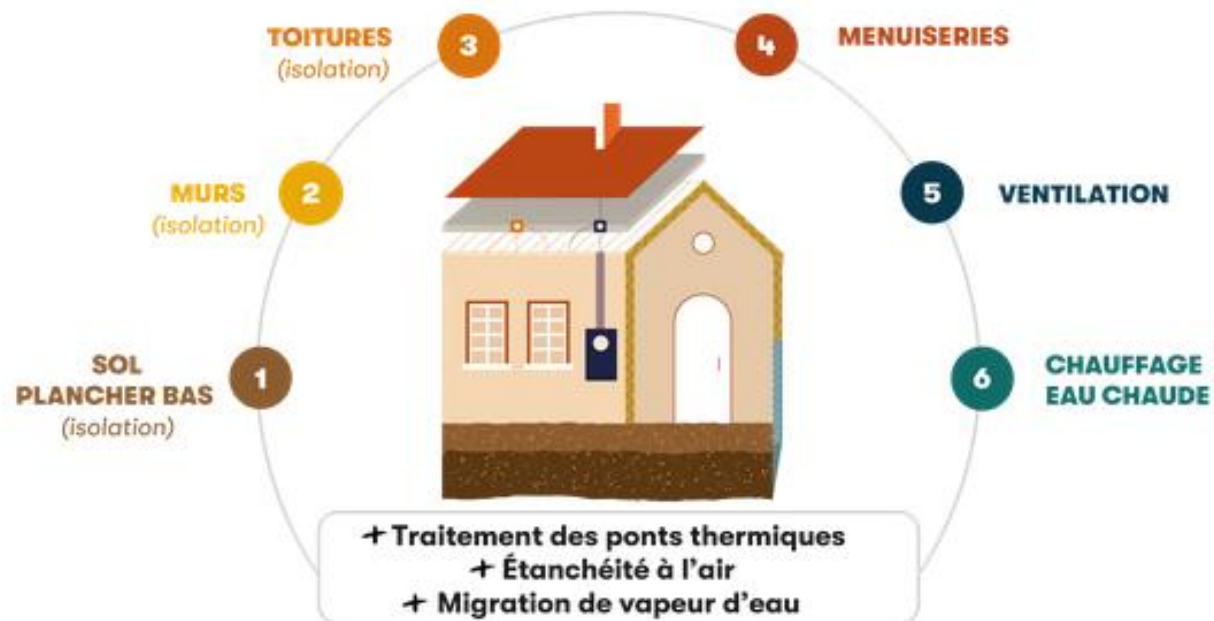 3
TOITURES
(isolation)
4
MENUISERIES
2
MURS
(isolation)
5
VENTILATION
1
SOL
PLANCHER BAS
(isolation)
6
CHAUFFAGE
EAU CHAUDE
+ Traitement des ponts thermiques
+ Étanchéité à l'air
+ Migration de vapeur d'eau